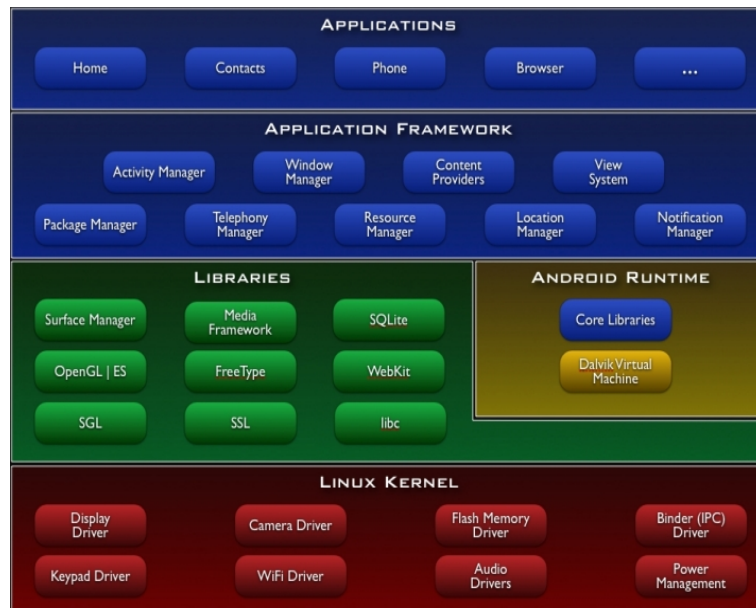 APPLICATIONS
Home
Contacts
Phone
Browser
...
APPLICATION FRAMEWORK
Activity Manager
Window
Manager
Content
Providers
View
System
Package Manager
Telephony
Manager
Resource
Manager
Location
Manager
Notification
Manager
LIBRARIES
Surface Manager
Media
Framework
SQLite
OpenGL | ES
FreeType
WebKit
SGL
SSL
libc
ANDROID RUNTIME
Core Libraries
Dalvik Virtual
Machine
LINUX KERNEL
Display
Driver
Camera Driver
Flash Memory
Driver
Binder (IPC)
Driver
Keypad Driver
WiFi Driver
Audio
Drivers
Power
Management